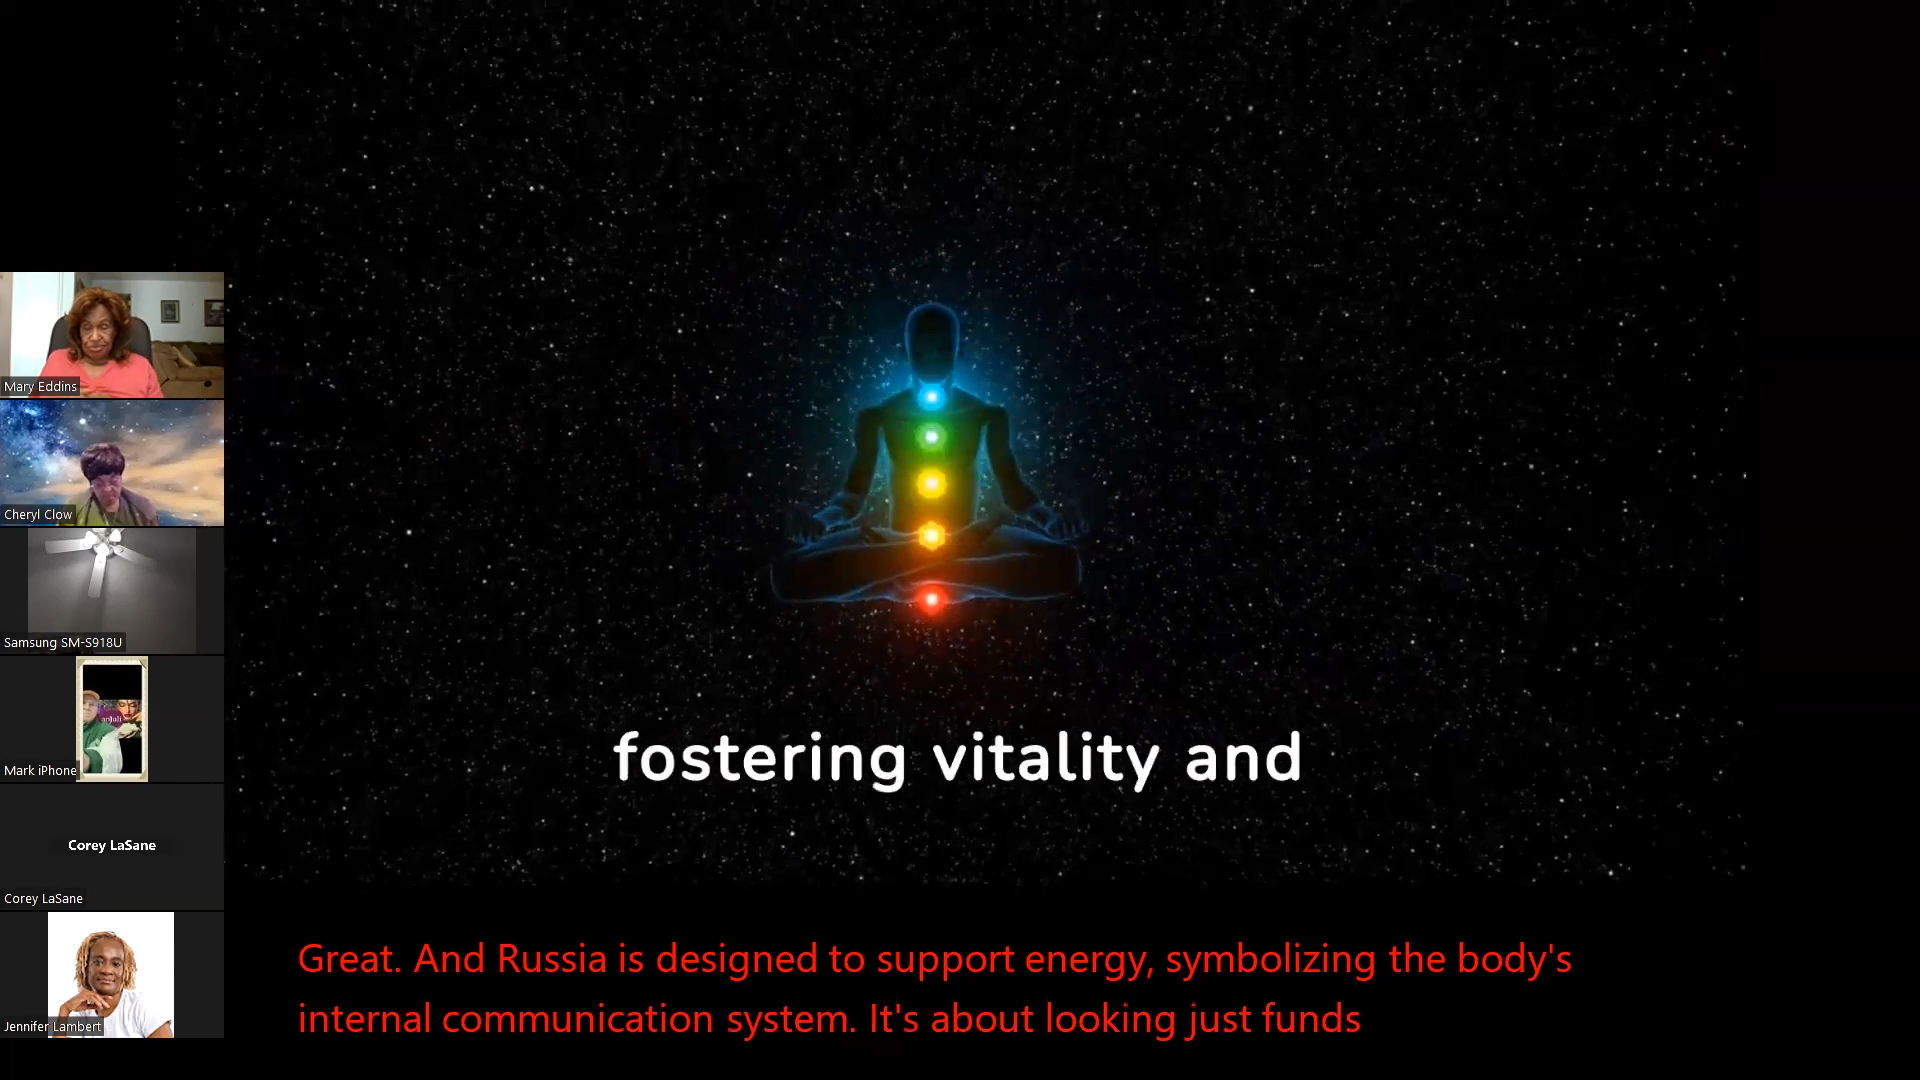 Mary Eddins
Cheryl Clow
Samsung SM-S918U
anjuli
Mark iPhone
Corey LaSane
Corey LaSane
Jennifer Lambert
fostering vitality and
Great. And Russia is designed to support energy, symbolizing the body's
internal communication system. It's about looking just funds